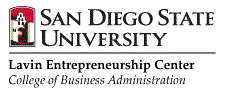 SAN DIEGO STATE
UNIVERSITY
Lavin Entrepreneurship Center
College of Business Administration